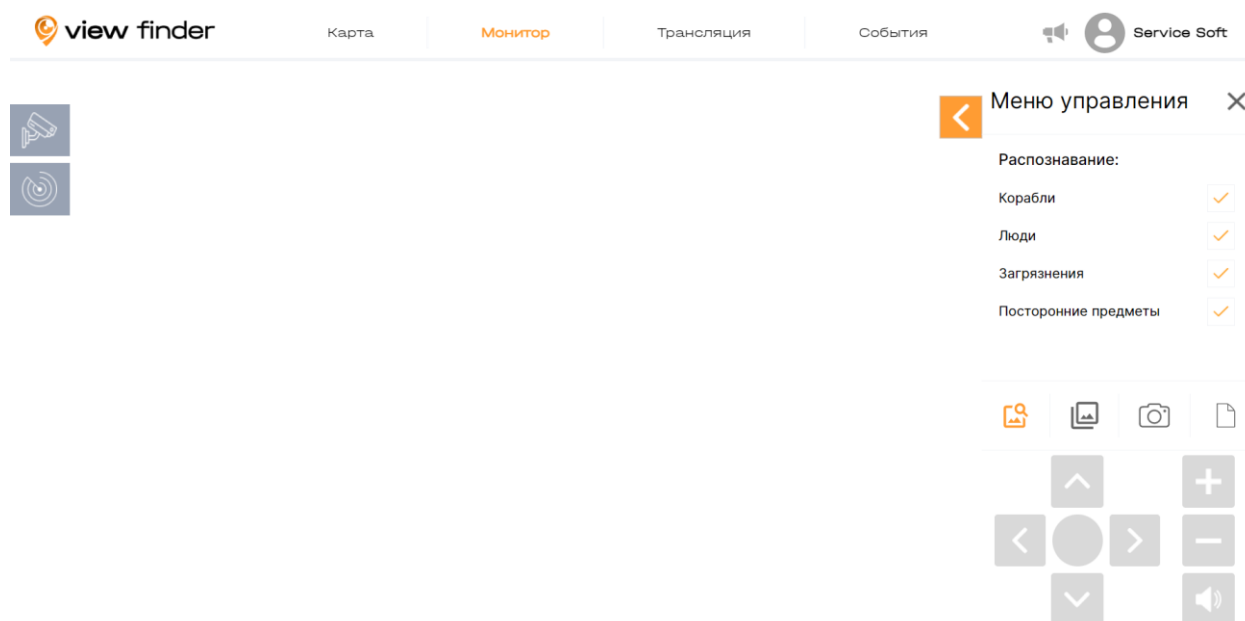 view finder
Карта
Монитор
Трансляция
События
Service Soft
Меню управления
Распознавание:
Корабли
Люди
Загрязнения
Посторонние предметы